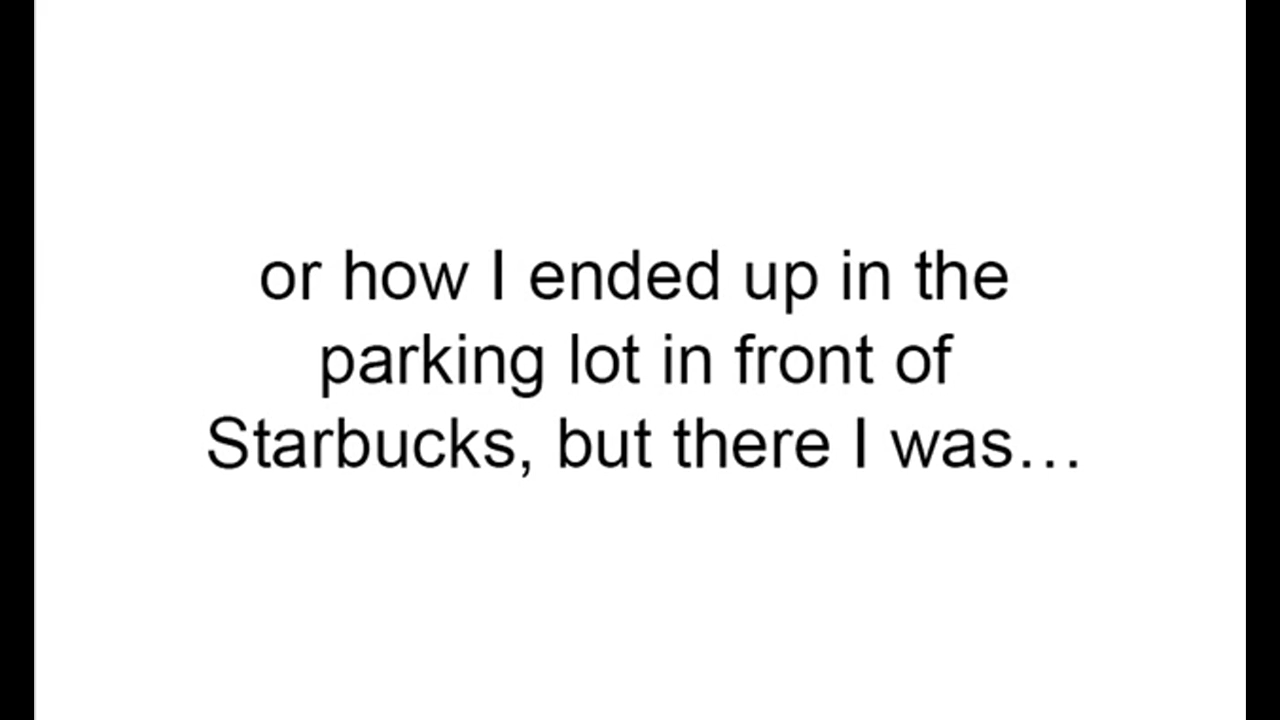 or how I ended up in the
parking lot in front of
Starbucks, but there I was…